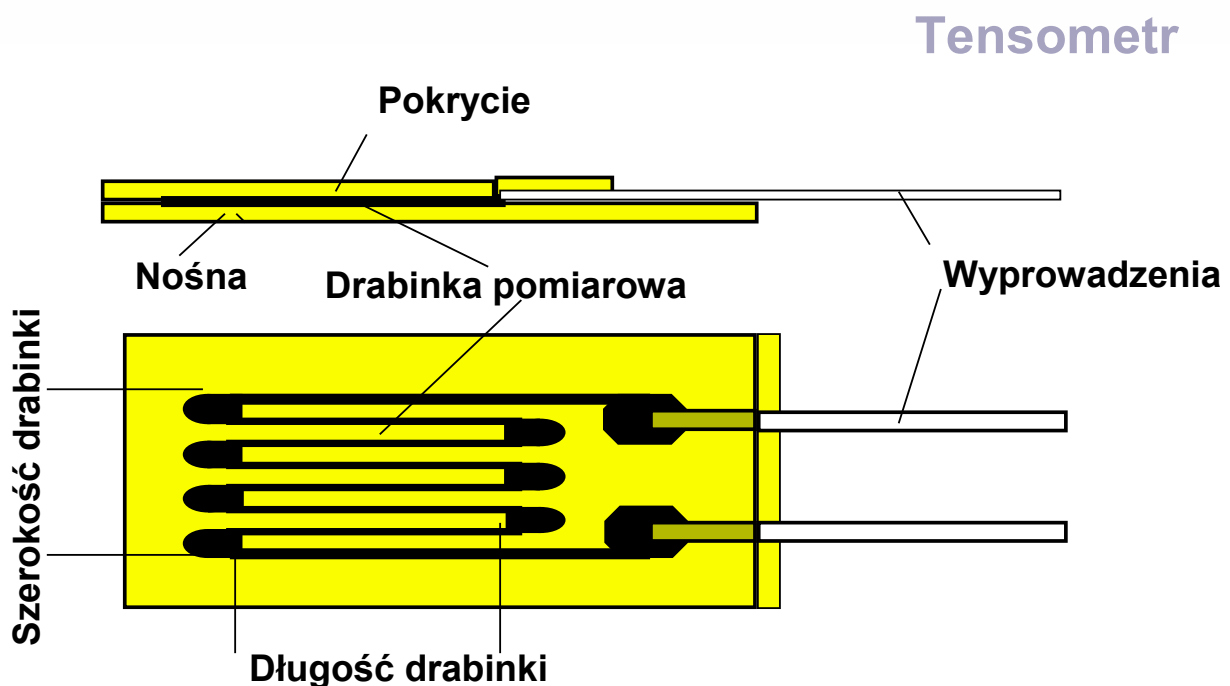 Tensometr
Pokrycie
Nośna
Drabinka pomiarowa
Wyprowadzenia
Szerokość drabinki
Długość drabinki